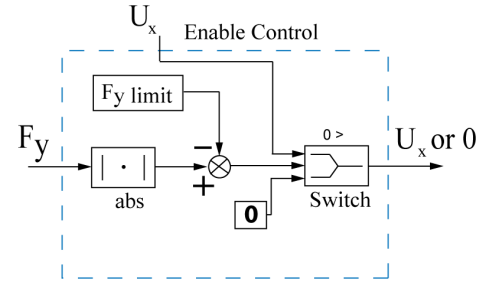 Ux
Enable Control
Fy limit
Fy
| · |
abs
−
+
0
0 >
Switch
Ux or 0